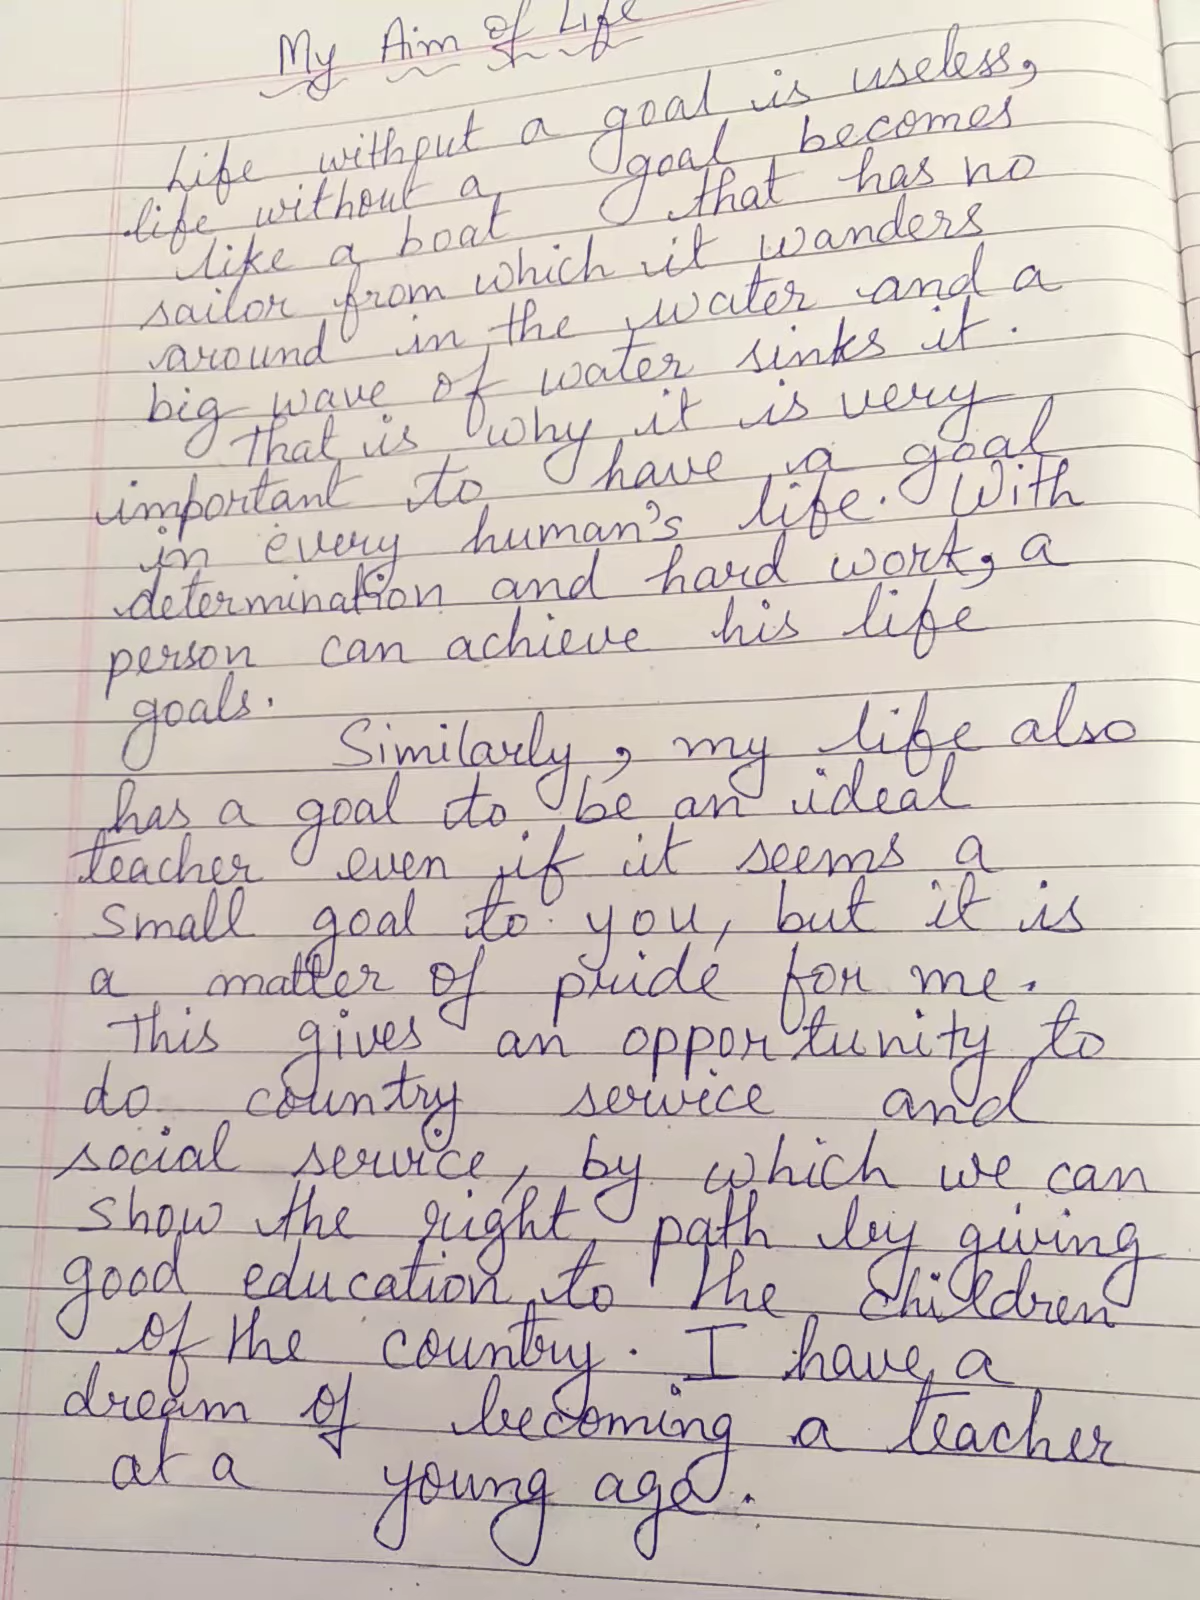 My Aim of Life
Life without a goal is useless,
life without a goal becomes
like a boat that has no
sailor from which it wanders
around in the water and a
big wave of water sinks it.
That is why it is very
important to have a goal
in every human's life. With
determination and hard work, a
person can achieve his life
goals.
Similarly, my life also
has a goal to be an ideal
teacher even if it seems a
small goal to you, but it is
a matter of pride for me.
This gives an opportunity to
do country service and
social service, by which we can
show the right path by giving
good education to the children
of the country. I have a
dream of becoming a teacher
at a young age.